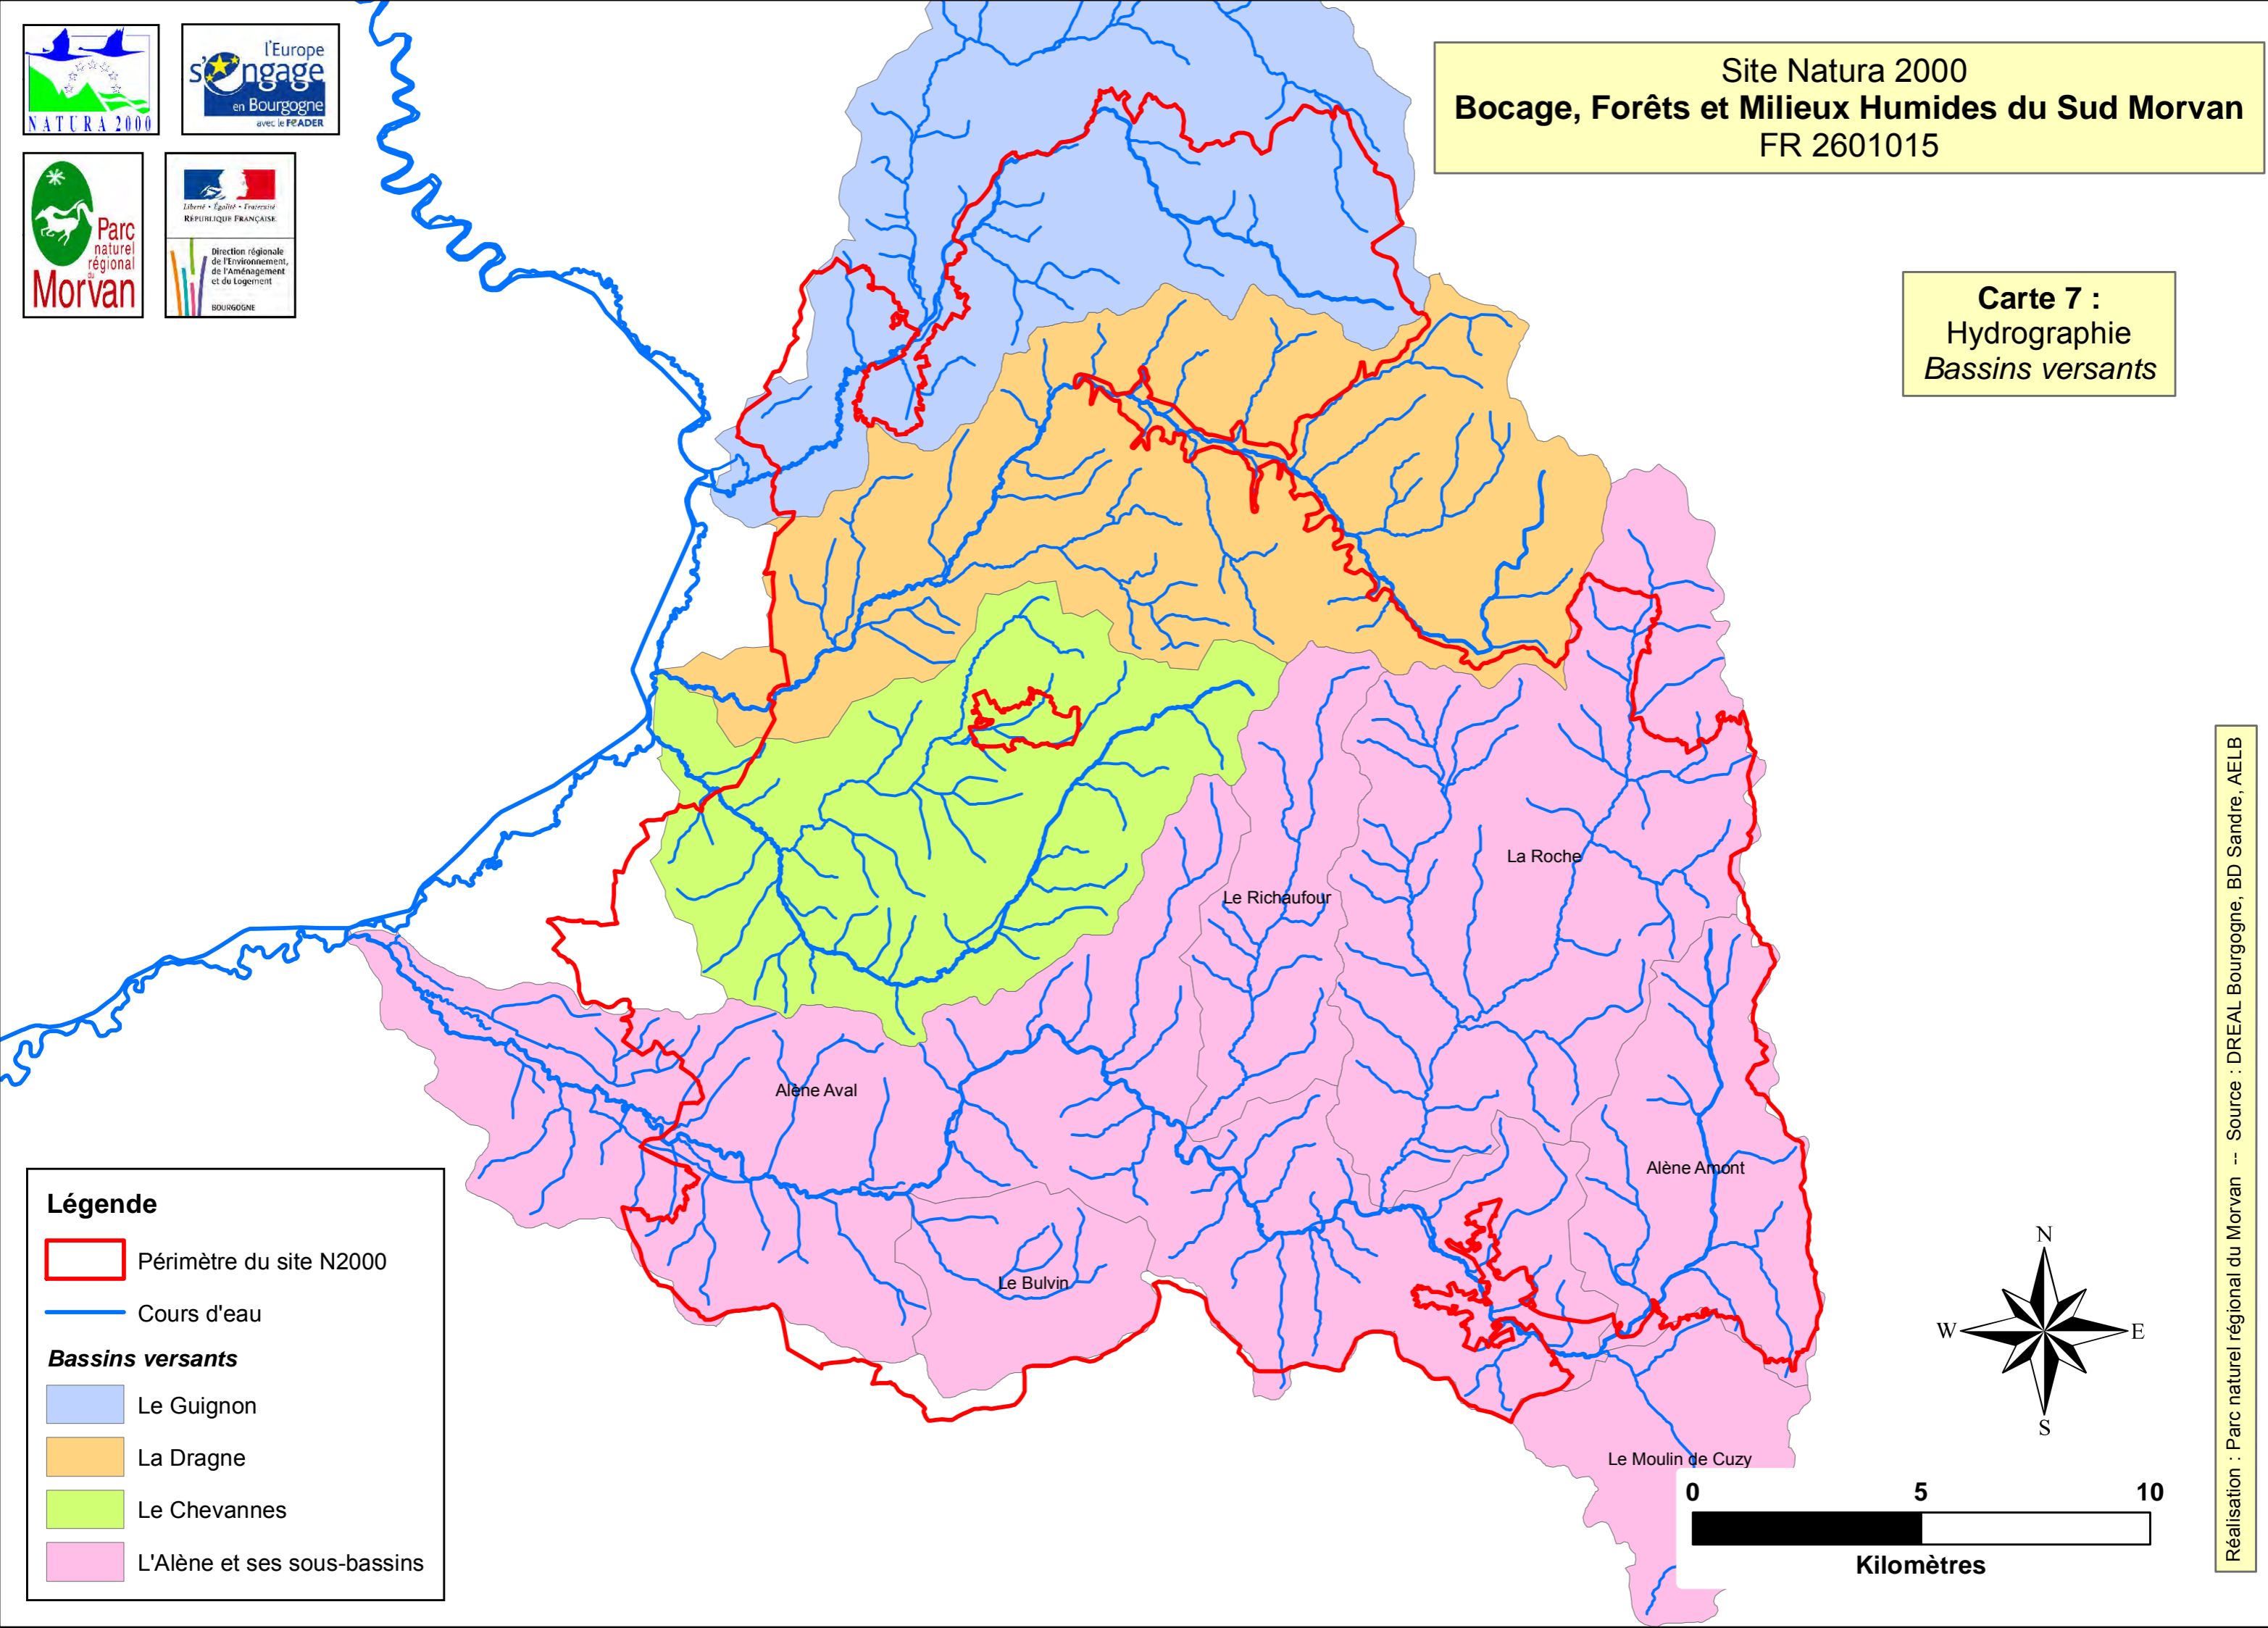 NATURA 2000
l'Europe
s'engage
en Bourgogne
avec le FEADER
Parc
naturel
régional
du
Morvan
Liberté • Égalité • Fraternité
RÉPUBLIQUE FRANÇAISE
Direction régionale
de l'Environnement,
de l'Aménagement
et du Logement
BOURGOGNE
Site Natura 2000
Bocage, Forêts et Milieux Humides du Sud Morvan
FR 2601015
Carte 7 :
Hydrographie
Bassins versants
La Roche
Le Richaufour
Alène Aval
Alène Amont
Le Bulvin
Le Moulin de Cuzy
Légende
Périmètre du site N2000
Cours d'eau
Bassins versants
Le Guignon
La Dragne
Le Chevannes
L'Alène et ses sous-bassins
N
W
E
S
0 5 10
Kilomètres
Réalisation : Parc naturel régional du Morvan -- Source : DREAL Bourgogne, BD Sandre, AELB